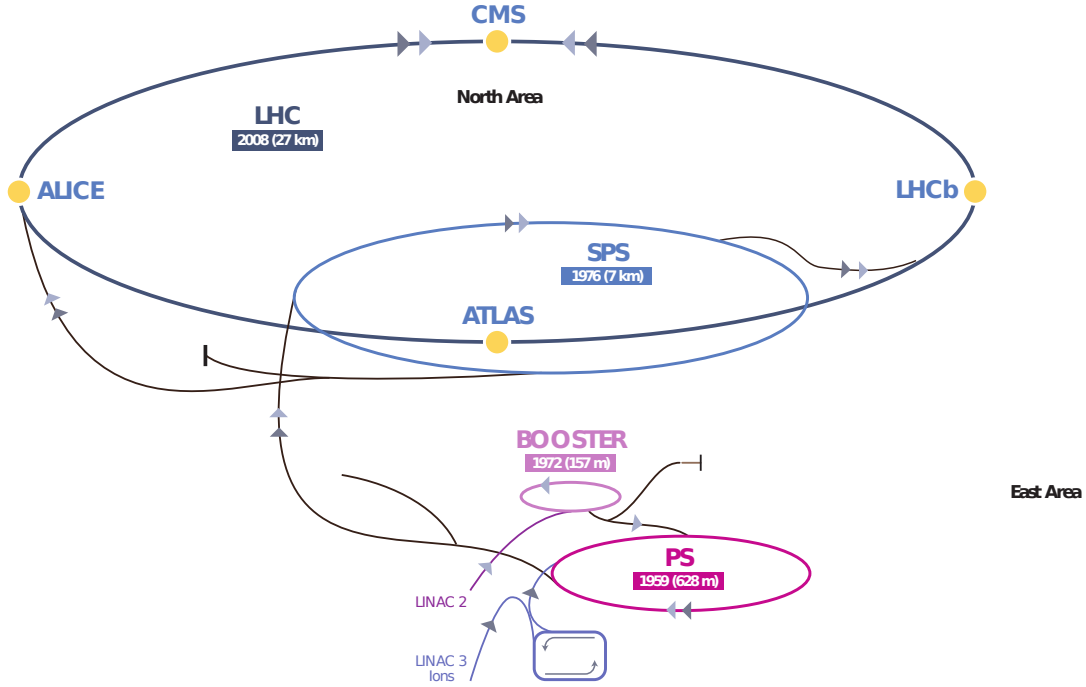 CMS
North Area
LHC
2008 (27 km)
ALICE
LHCb
SPS
1976 (7 km)
ATLAS
BOOSTER
1972 (157 m)
East Area
PS
1959 (628 m)
LINAC 2
LINAC 3
Ions